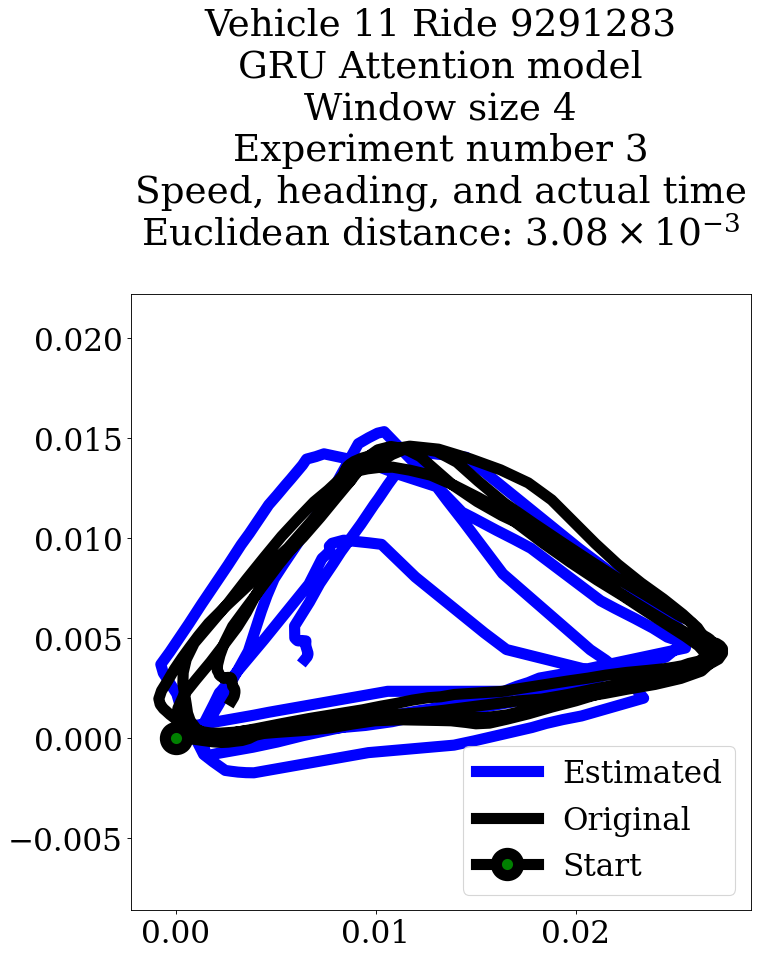 Vehicle 11 Ride 9291283
GRU Attention model
Window size 4
Experiment number 3
Speed, heading, and actual time
Euclidean distance: 3.08 × 10⁻³
0.020
0.015
0.010
0.005
0.000
−0.005
0.00 0.01 0.02
Estimated
Original
Start